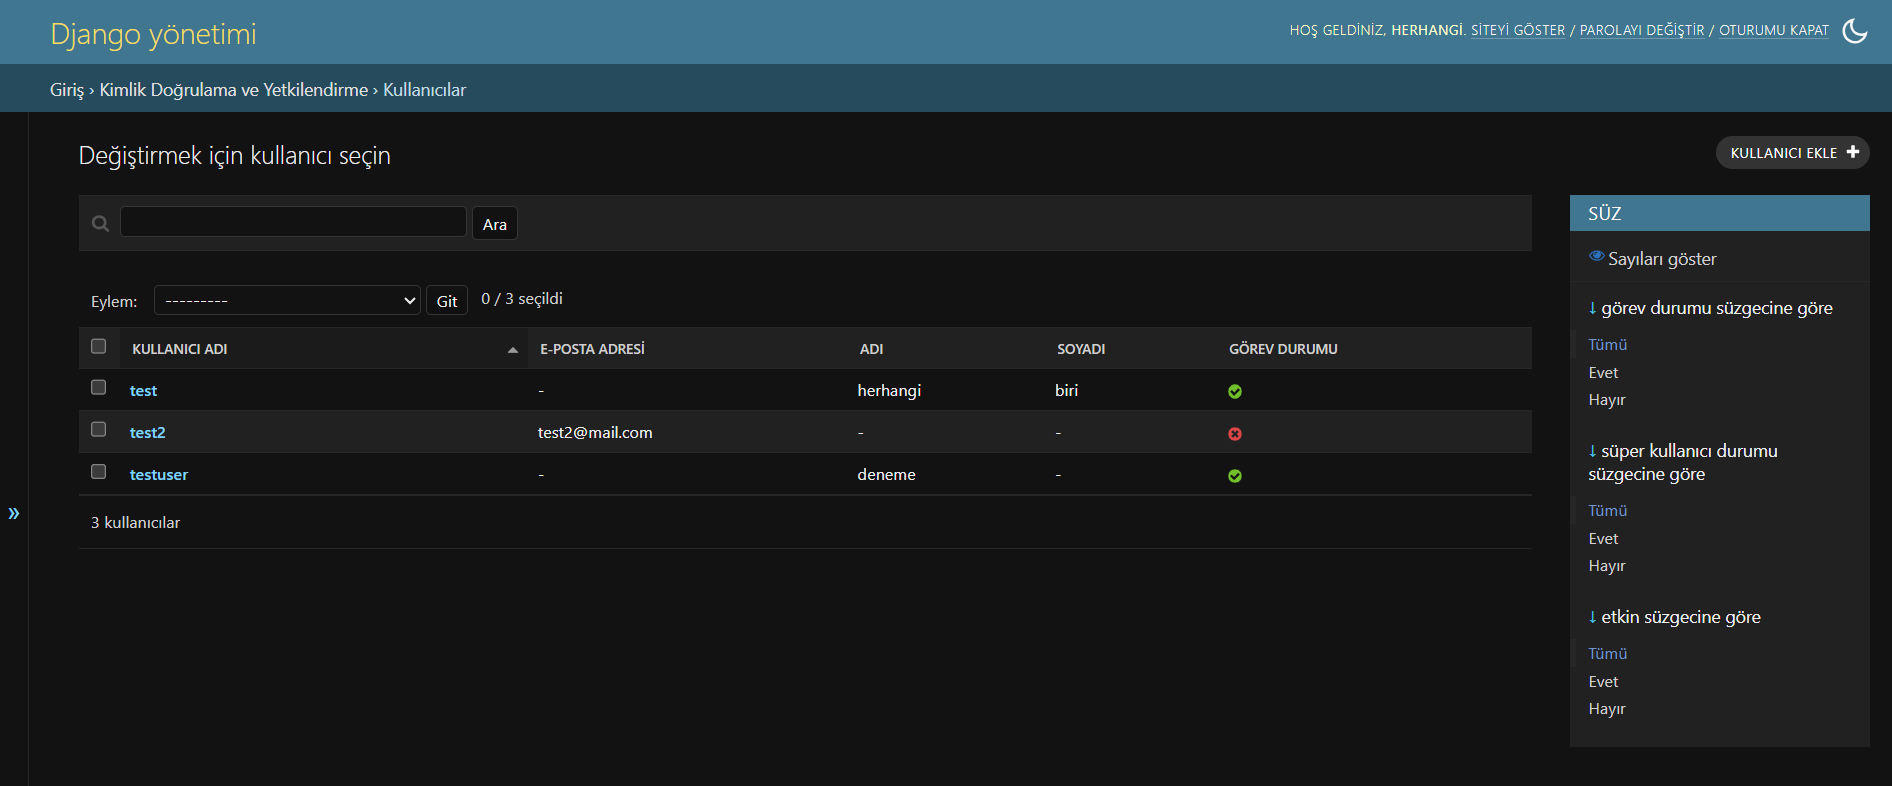 Django yönetimi
HOŞ GELDİNİZ, HERHANGİ. SİTEYİ GÖSTER / PAROLAYI DEĞİŞTİR / OTURUMU KAPAT
Giriş › Kimlik Doğrulama ve Yetkilendirme › Kullanıcılar
Değiştirmek için kullanıcı seçin
KULLANICI EKLE
Ara
Eylem: --------- Git 0 / 3 seçildi
KULLANICI ADI E-POSTA ADRESİ ADI SOYADI GÖREV DURUMU
test - herhangi biri
test2 test2@mail.com - -
testuser - deneme -
3 kullanıcılar
»
SÜZ
Sayıları göster
↓ görev durumu süzgecine göre
Tümü
Evet
Hayır
↓ süper kullanıcı durumu
süzgecine göre
Tümü
Evet
Hayır
↓ etkin süzgecine göre
Tümü
Evet
Hayır